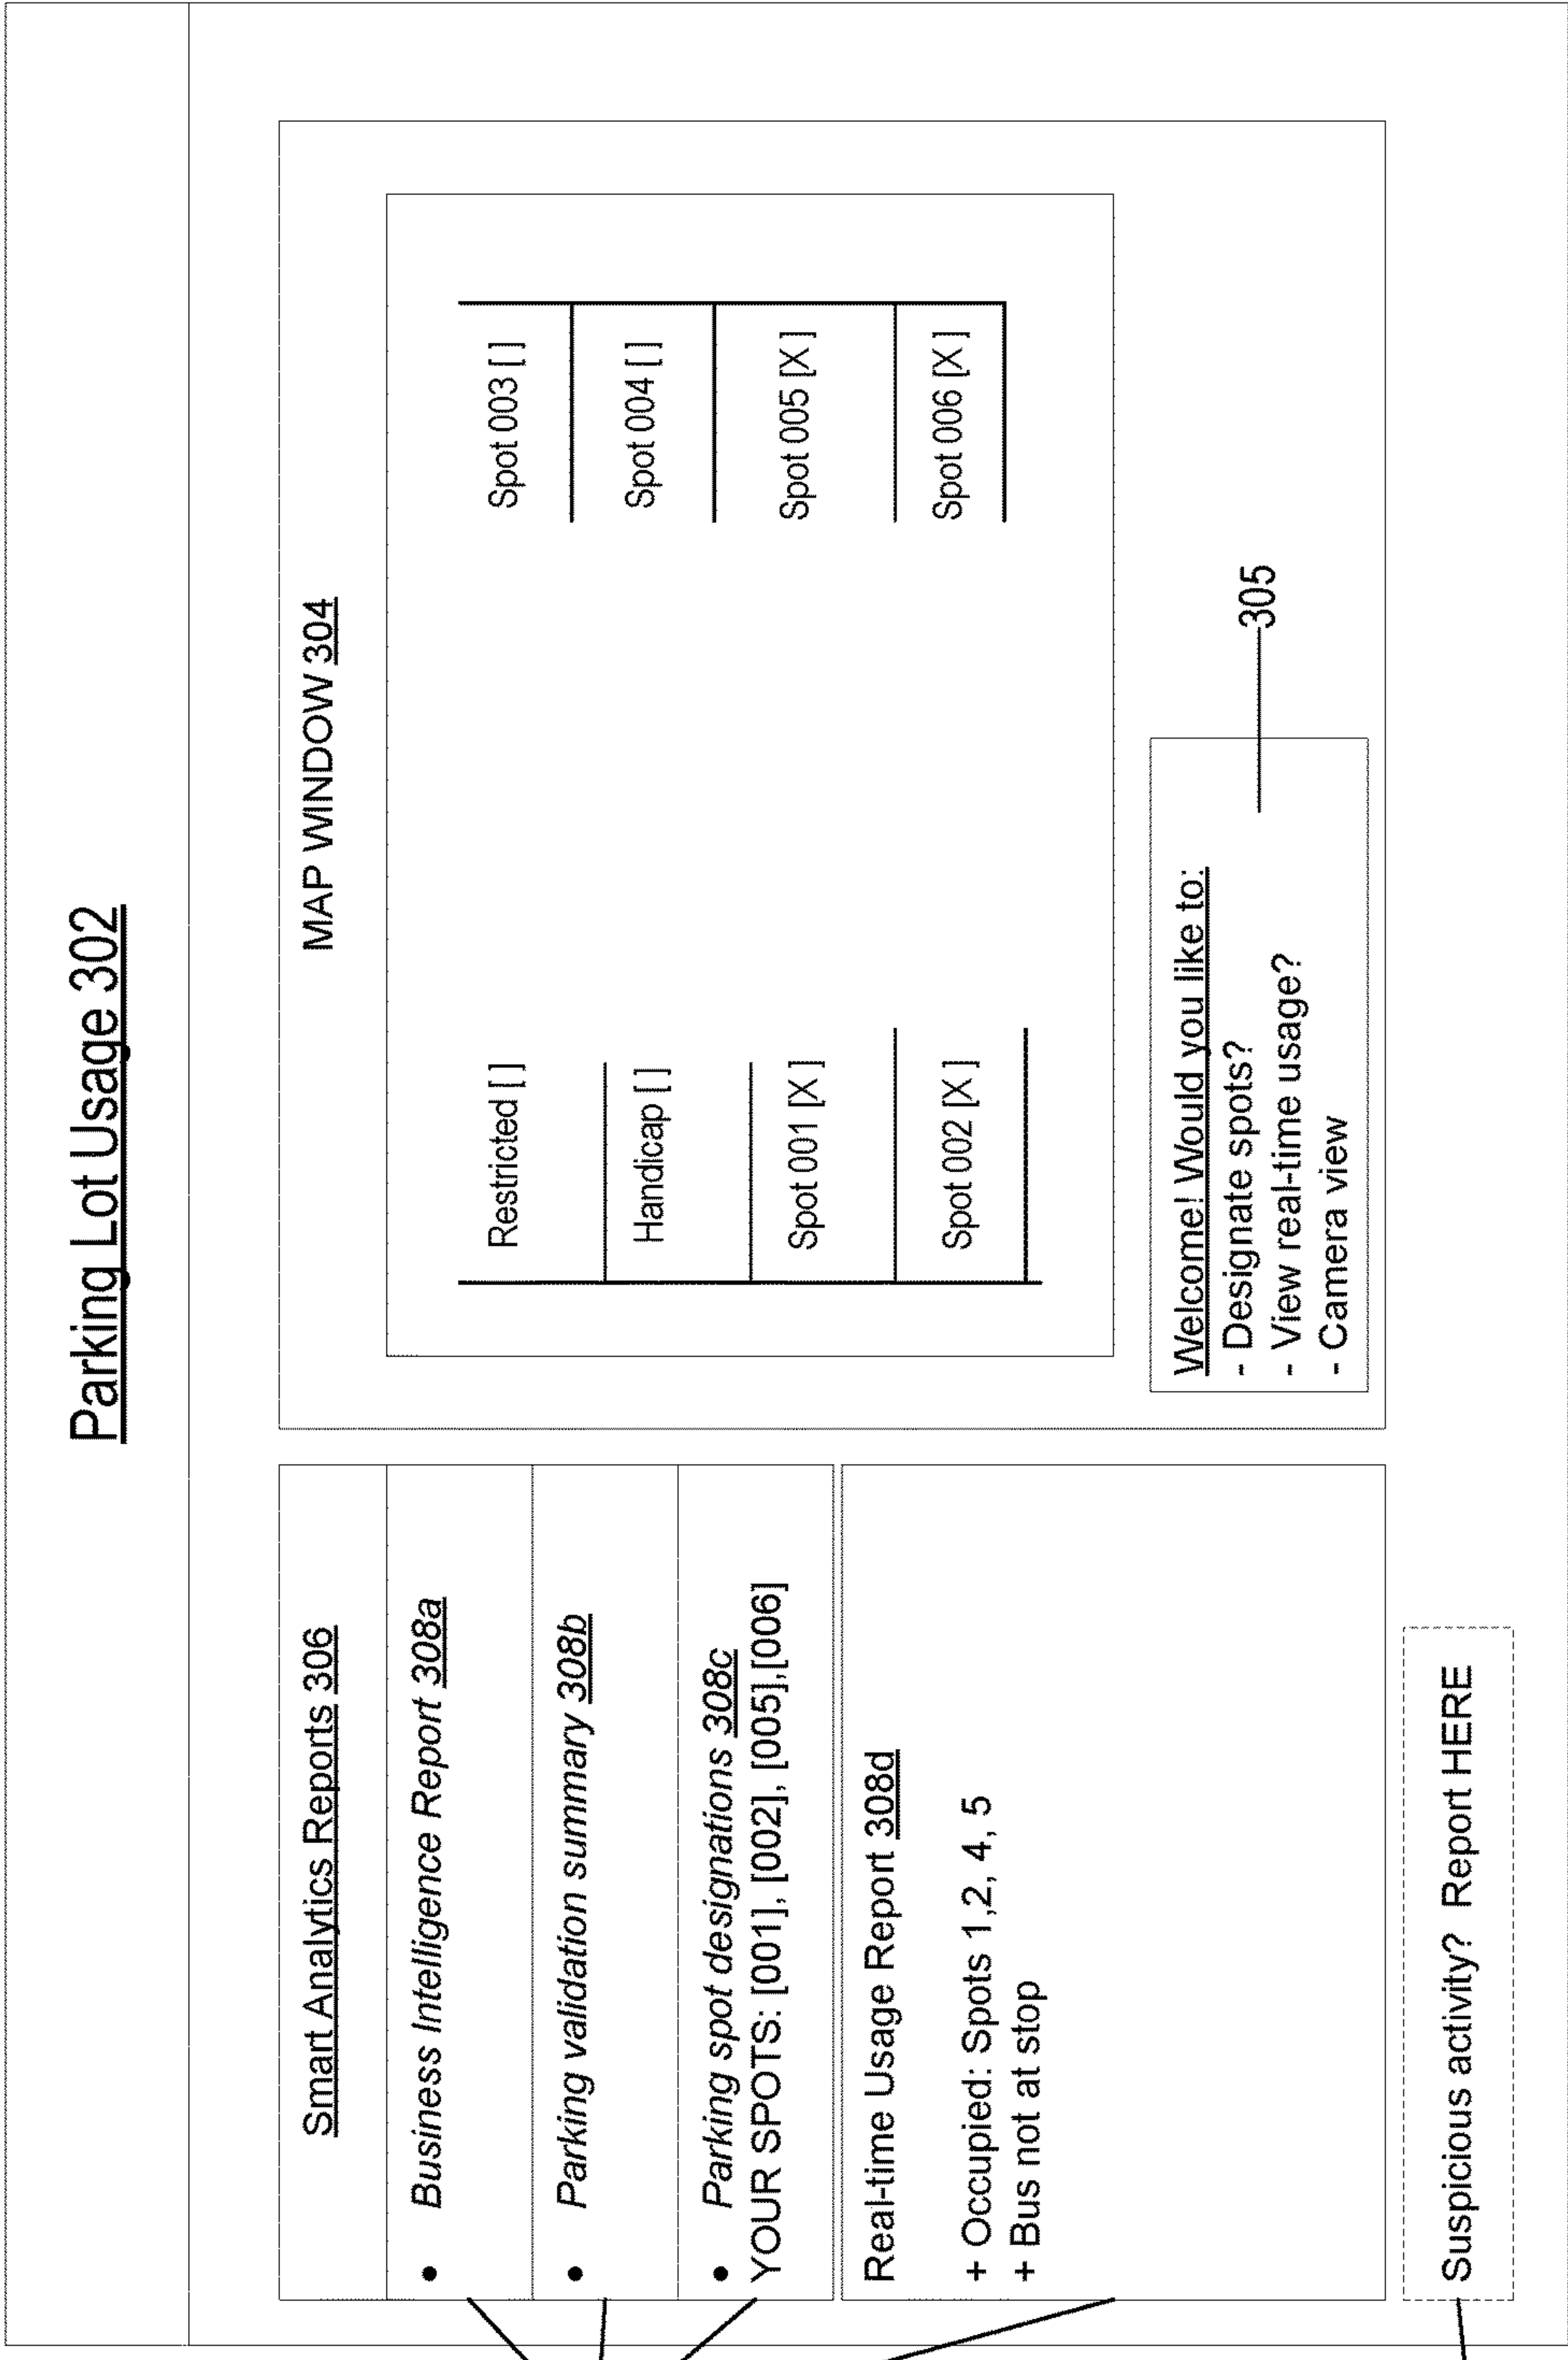 Parking Lot Usage 302
Smart Analytics Reports 306
• Business Intelligence Report 308a
• Parking validation summary 308b
• Parking spot designations 308c
YOUR SPOTS: [001], [002], [005],[006]
Real-time Usage Report 308d
+ Occupied: Spots 1,2, 4, 5
+ Bus not at stop
Suspicious activity? Report HERE
MAP WINDOW 304
Restricted [ ]
Handicap [ ]
Spot 001 [X ]
Spot 002 [X ]
Spot 003 [ ]
Spot 004 [ ]
Spot 005 [X ]
Spot 006 [X ]
Welcome! Would you like to:
- Designate spots?
- View real-time usage?
- Camera view
305